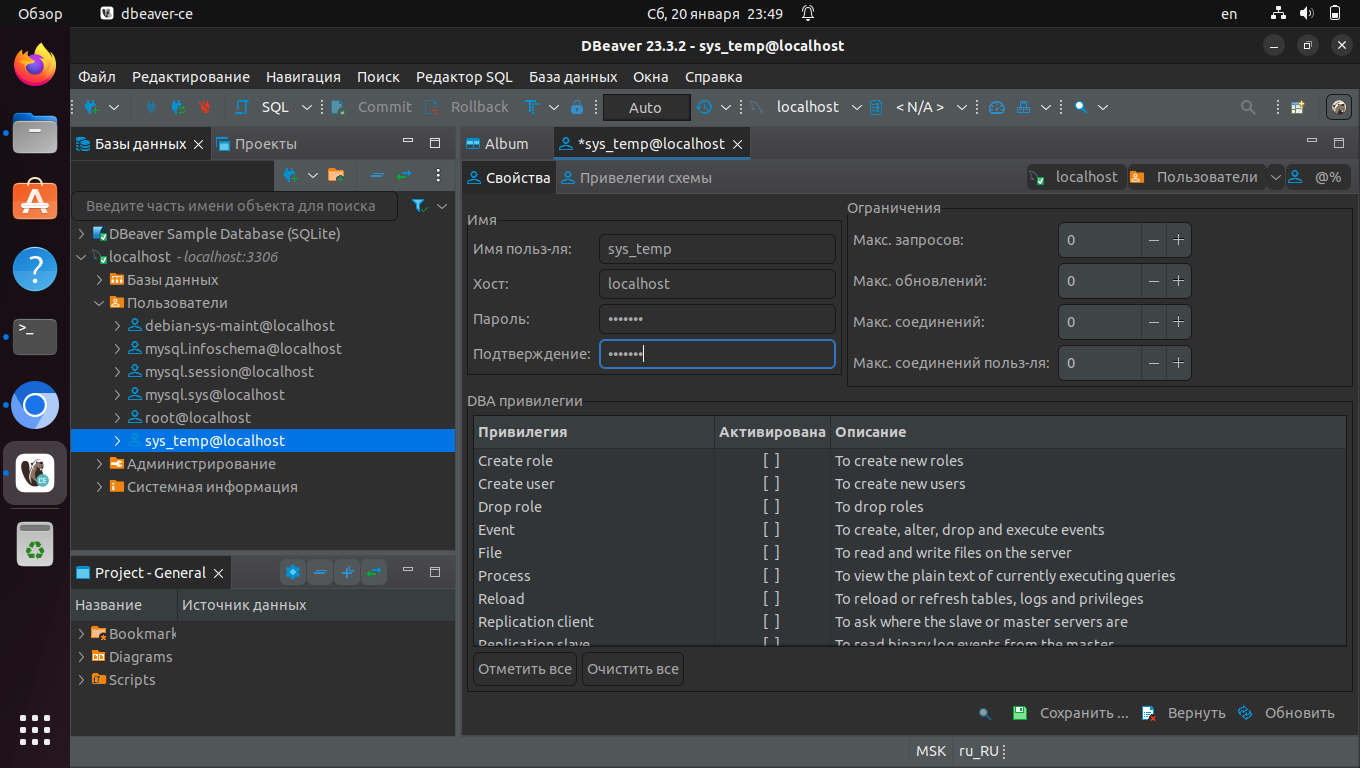 Обзор dbeaver-ce Сб, 20 января 23:49 en
DBeaver 23.3.2 - sys_temp@localhost
Файл Редактирование Навигация Поиск Редактор SQL База данных Окна Справка
SQL Commit Rollback Auto localhost < N/A >
Базы данных Проекты
Введите часть имени объекта для поиска
DBeaver Sample Database (SQLite)
localhost - localhost:3306
Базы данных
Пользователи
debian-sys-maint@localhost
mysql.infoschema@localhost
mysql.session@localhost
mysql.sys@localhost
root@localhost
sys_temp@localhost
Администрирование
Системная информация
Project - General
Название Источник данных
Bookmark
Diagrams
Scripts
Album *sys_temp@localhost
Свойства Привелегии схемы localhost Пользователи @%
Имя
Имя польз-ля: sys_temp
Хост: localhost
Пароль: •••••••
Подтверждение: •••••••
Ограничения
Макс. запросов: 0
Макс. обновлений: 0
Макс. соединений: 0
Макс. соединений польз-ля: 0
DBA привилегии
Привилегия Активирована Описание
Create role [ ] To create new roles
Create user [ ] To create new users
Drop role [ ] To drop roles
Event [ ] To create, alter, drop and execute events
File [ ] To read and write files on the server
Process [ ] To view the plain text of currently executing queries
Reload [ ] To reload or refresh tables, logs and privileges
Replication client [ ] To ask where the slave or master servers are
Replication slave [ ] To read binary log events from the master
Отметить все Очистить все
Сохранить ... Вернуть Обновить
MSK ru_RU